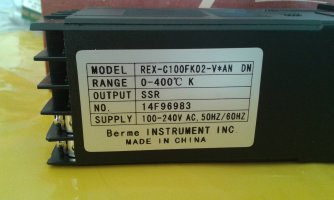 MODEL REX-C100FK02-V*AN DN
RANGE 0-400℃ K
OUTPUT SSR
NO. 14F96983
SUPPLY 100-240V AC, 50HZ/60HZ
Berme INSTRUMENT INC
MADE IN CHINA